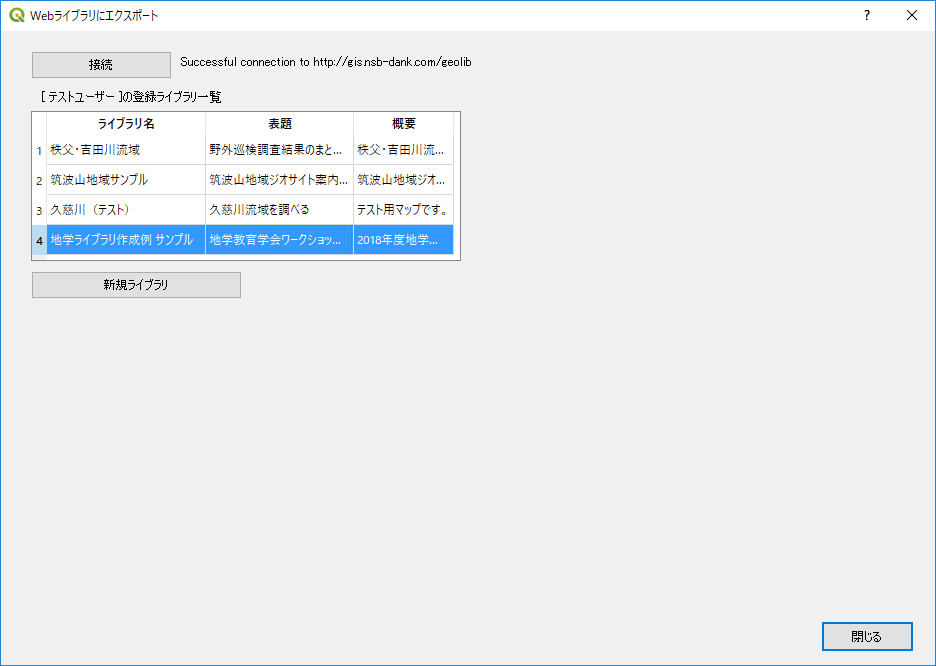 Webライブラリにエクスポート
?
接続 Successful connection to http://gis.nsb-dank.com/geolib
[ テストユーザー ]の登録ライブラリ一覧
ライブラリ名 表題 概要
1 秩父・吉田川流域 野外巡検調査結果のまと... 秩父・吉田川流...
2 筑波山地域サンプル 筑波山地域ジオサイト案内... 筑波山地域ジオ...
3 久慈川（テスト） 久慈川流域を調べる テスト用マップです。
4 地学ライブラリ作成例 サンプル 地学教育学会ワークショッ... 2018年度地学...
新規ライブラリ
閉じる